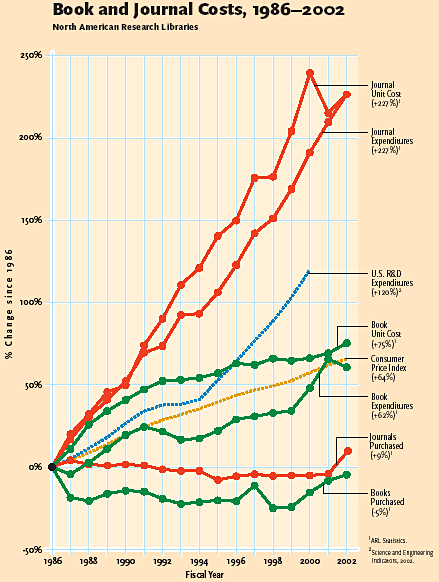 Book and Journal Costs, 1986–2002
North American Research Libraries
250%
Journal
Unit Cost
(+227%)¹
200%
Journal
Expenditures
(+227%)¹
150%
% Change since 1986
U.S. R&D
Expenditures
(+120%)²
100%
Book
Unit Cost
(+75%)¹
Consumer
Price Index
(+64%)
50%
Book
Expenditures
(+62%)¹
Journals
Purchased
(+9%)¹
0%
Books
Purchased
(-5%)¹
-50%
1986 1988 1990 1992 1994 1996 1998 2000 2002
Fiscal Year
¹ARL Statistics.
²Science and Engineering
Indicators, 2002.